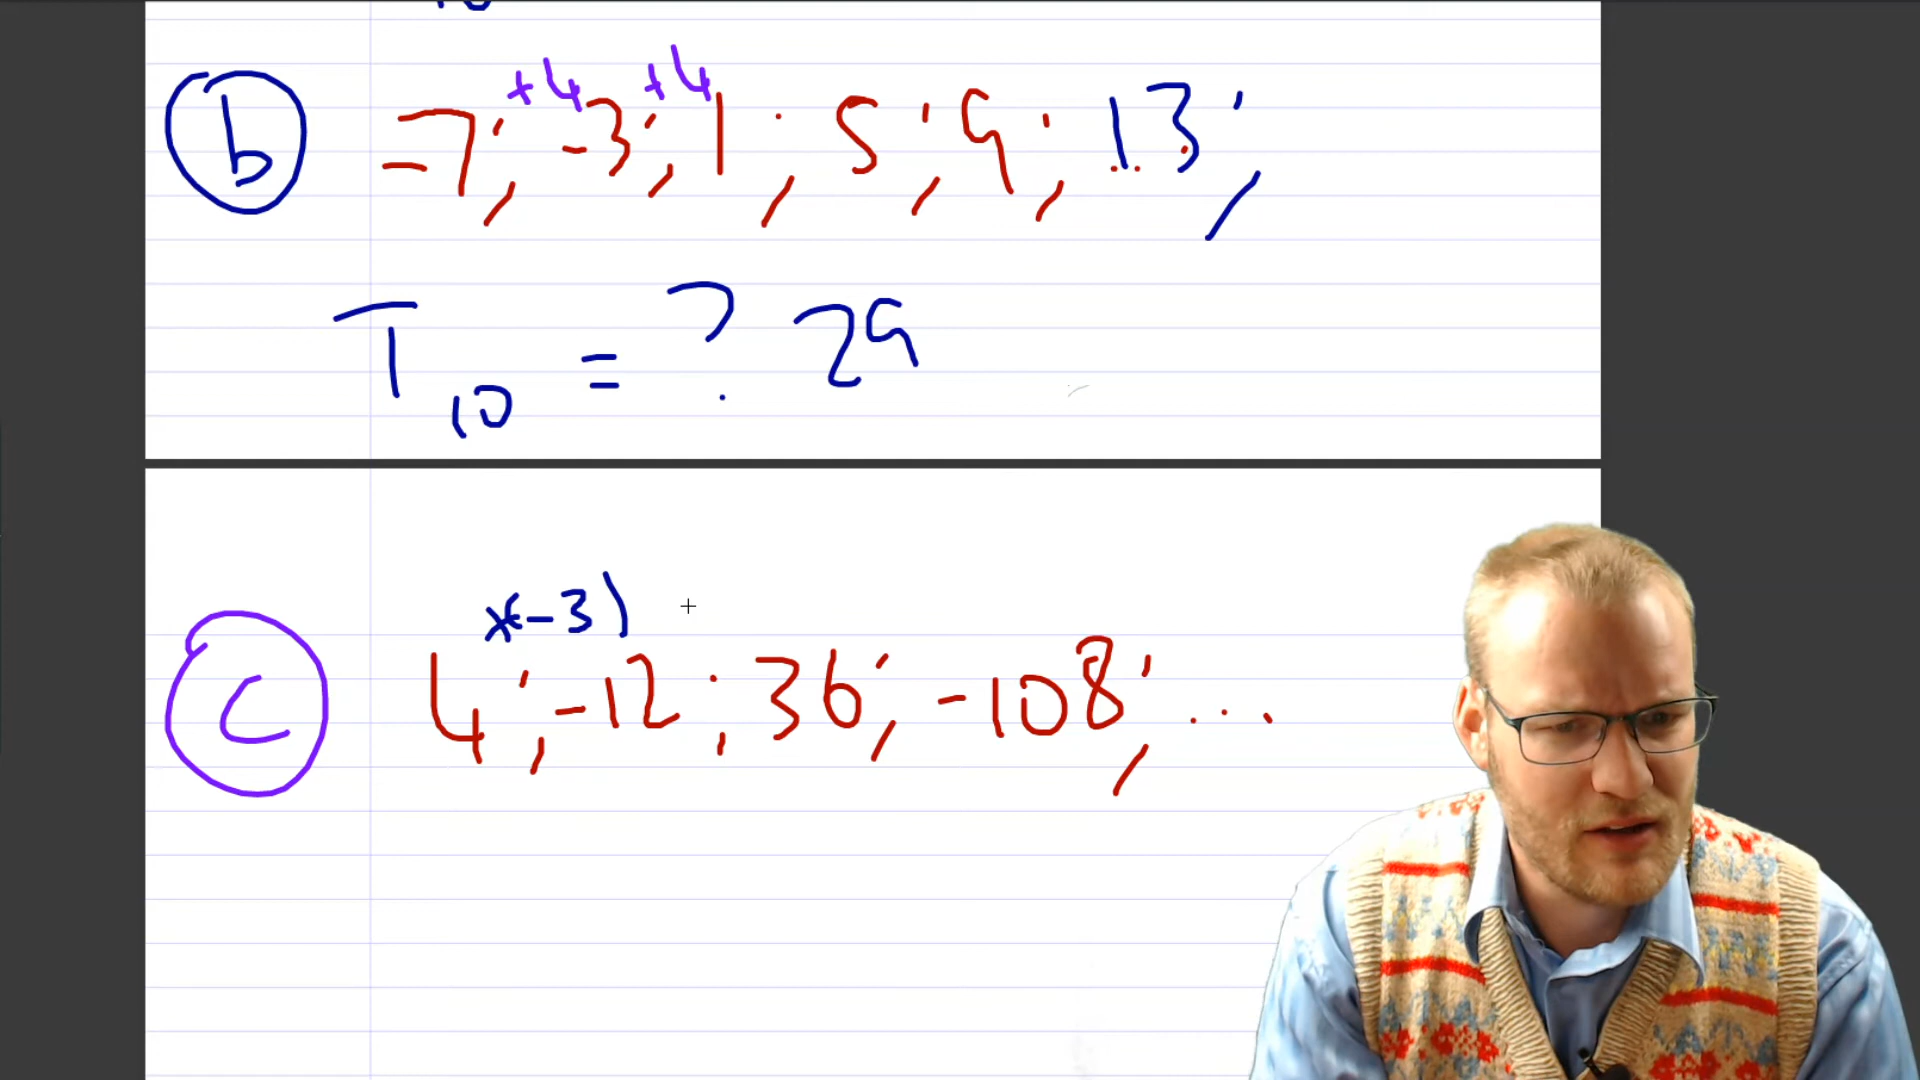 b
+4 +4
-7; -3; 1; 5; 9; 13;
T10 = ? 29
*(-3)
c
4; -12; 36; -108; ...